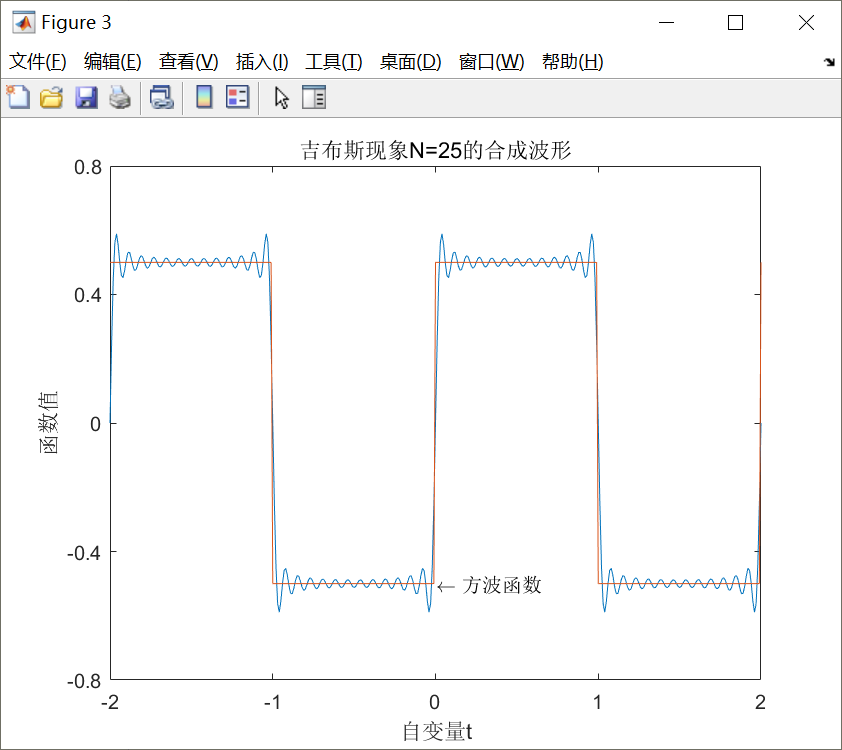 Figure 3
文件(F) 编辑(E) 查看(V) 插入(I) 工具(T) 桌面(D) 窗口(W) 帮助(H)
吉布斯现象N=25的合成波形
0.8
0.4
函数值
0
-0.4
← 方波函数
-0.8
-2 -1 0 1 2
自变量t